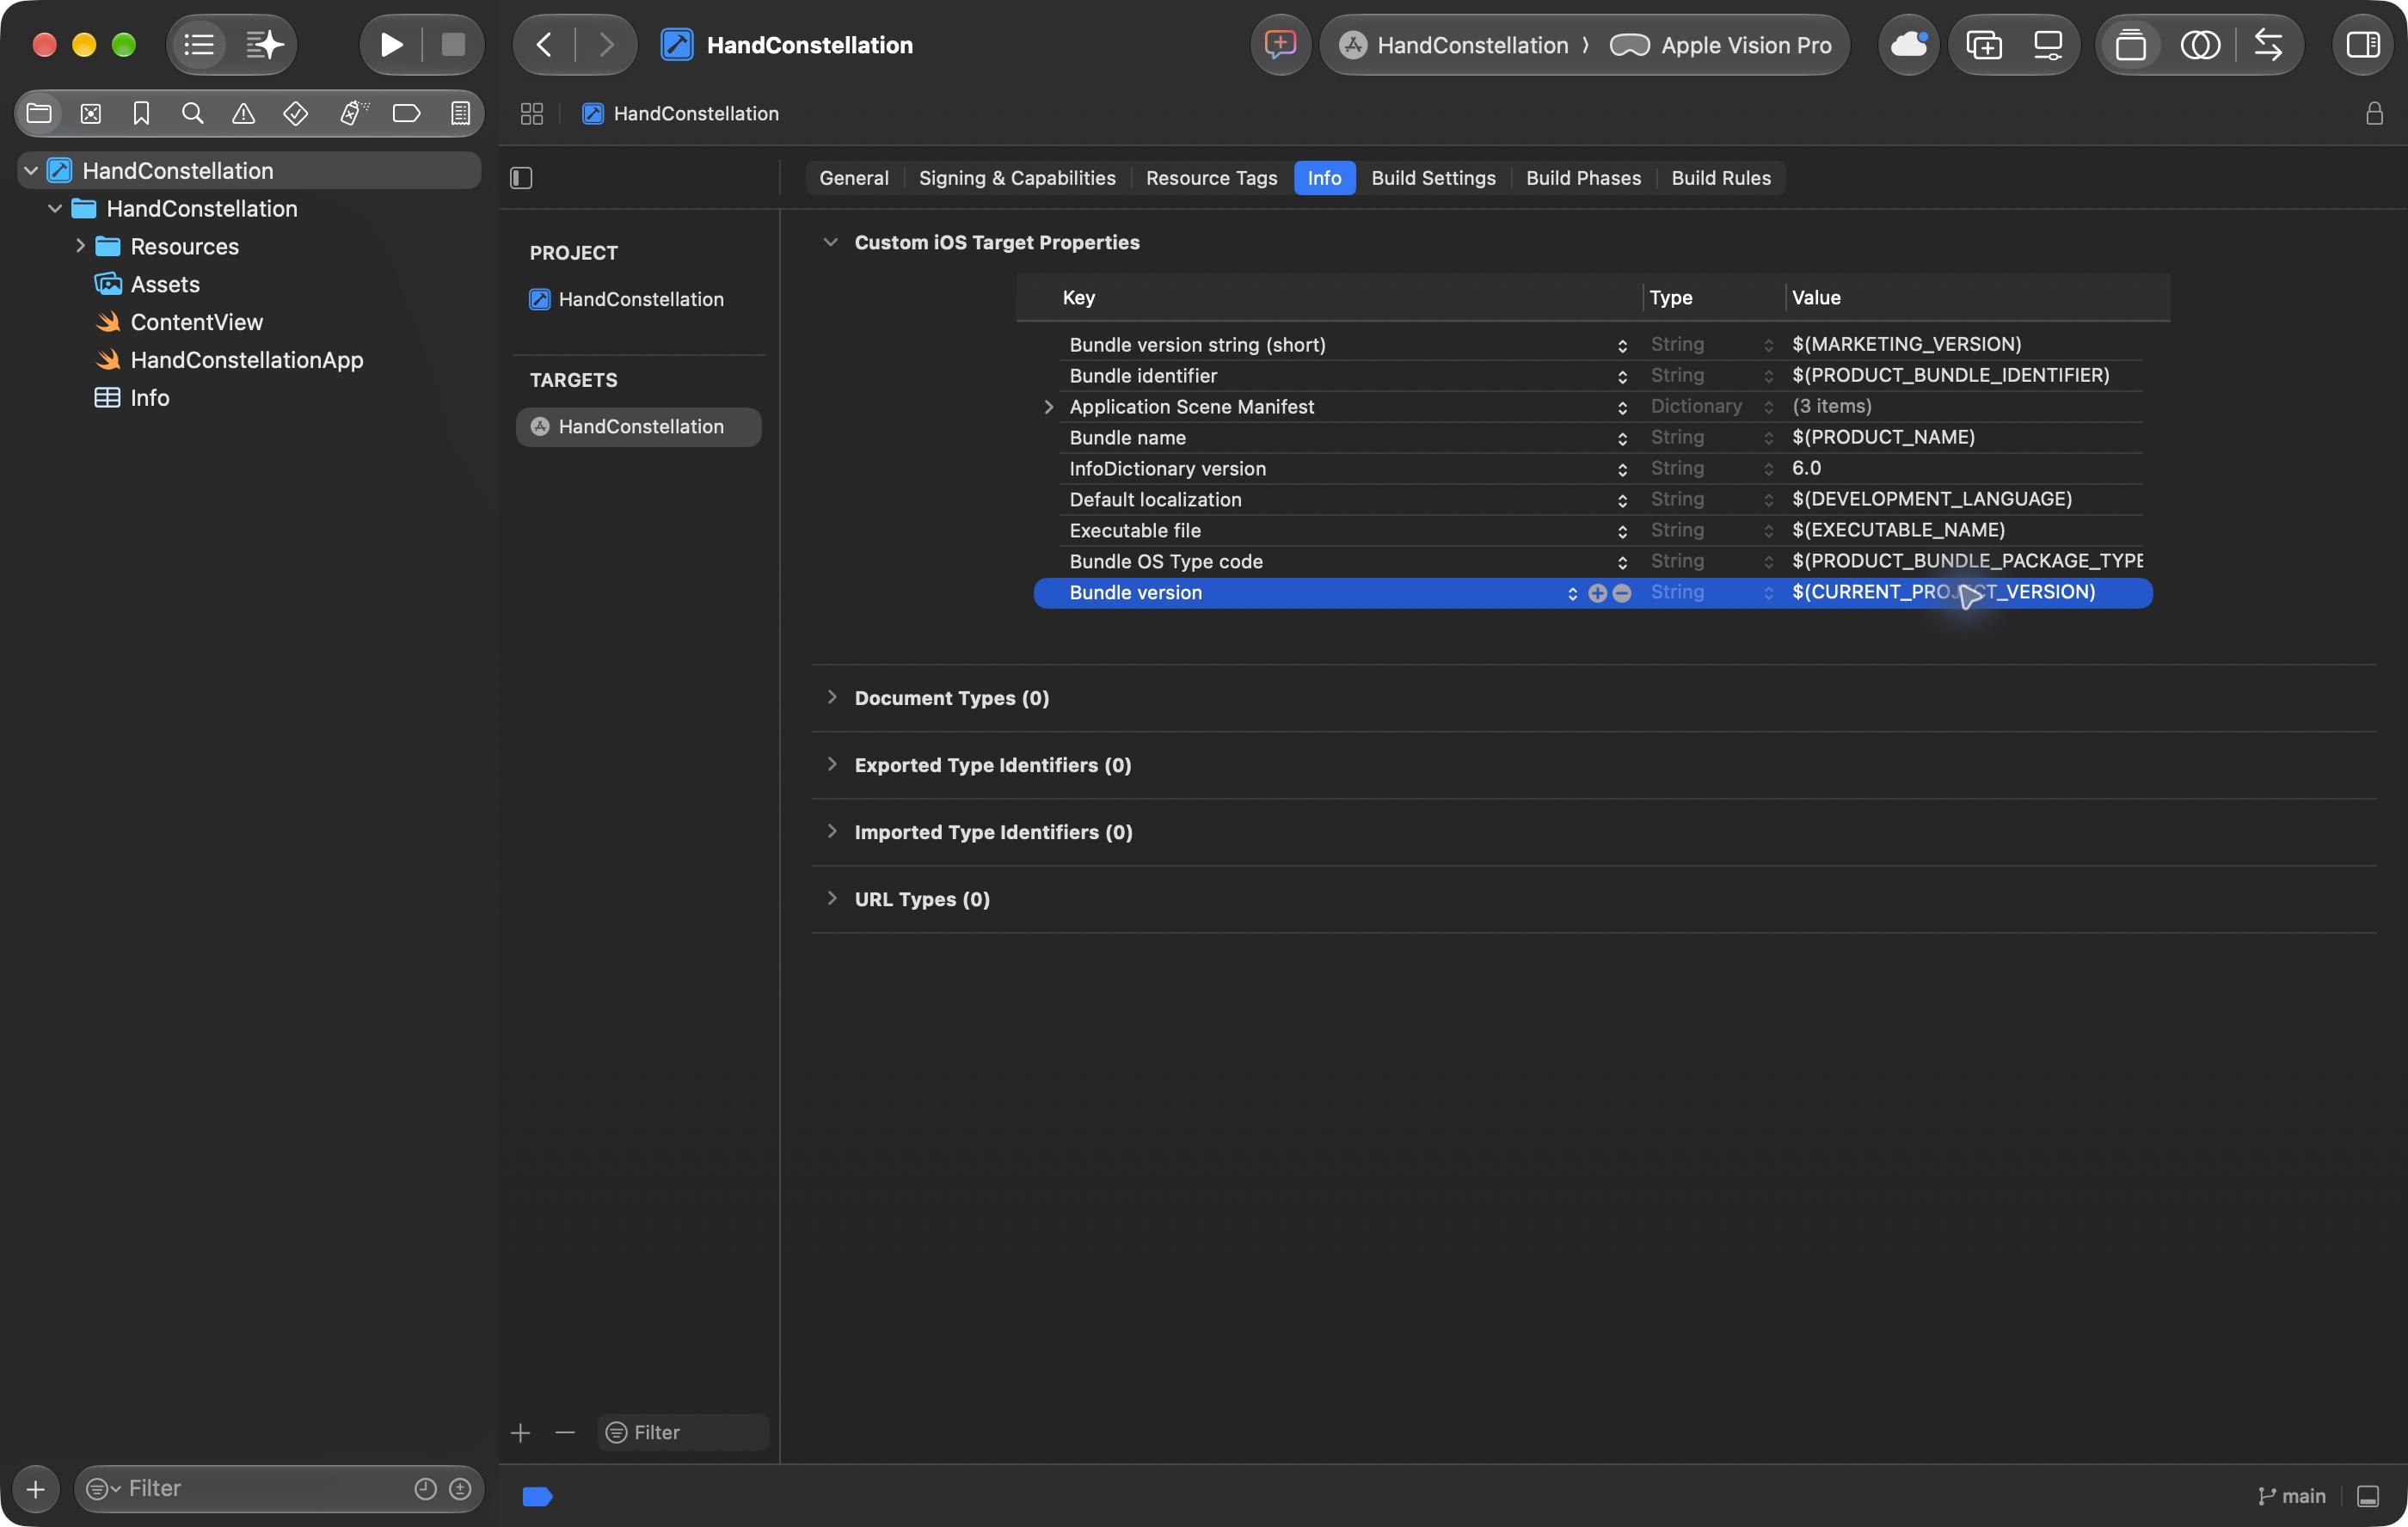 HandConstellation
HandConstellation
Apple Vision Pro
HandConstellation
HandConstellation
HandConstellation
Resources
Assets
ContentView
HandConstellationApp
Info
General
Signing & Capabilities
Resource Tags
Info
Build Settings
Build Phases
Build Rules
PROJECT
HandConstellation
TARGETS
HandConstellation
Custom iOS Target Properties
Key Type Value
Bundle version string (short) String $(MARKETING_VERSION)
Bundle identifier String $(PRODUCT_BUNDLE_IDENTIFIER)
Application Scene Manifest Dictionary (3 items)
Bundle name String $(PRODUCT_NAME)
InfoDictionary version String 6.0
Default localization String $(DEVELOPMENT_LANGUAGE)
Executable file String $(EXECUTABLE_NAME)
Bundle OS Type code String $(PRODUCT_BUNDLE_PACKAGE_TYPE
Bundle version String $(CURRENT_PROJECT_VERSION)
Document Types (0)
Exported Type Identifiers (0)
Imported Type Identifiers (0)
URL Types (0)
Filter
Filter
main